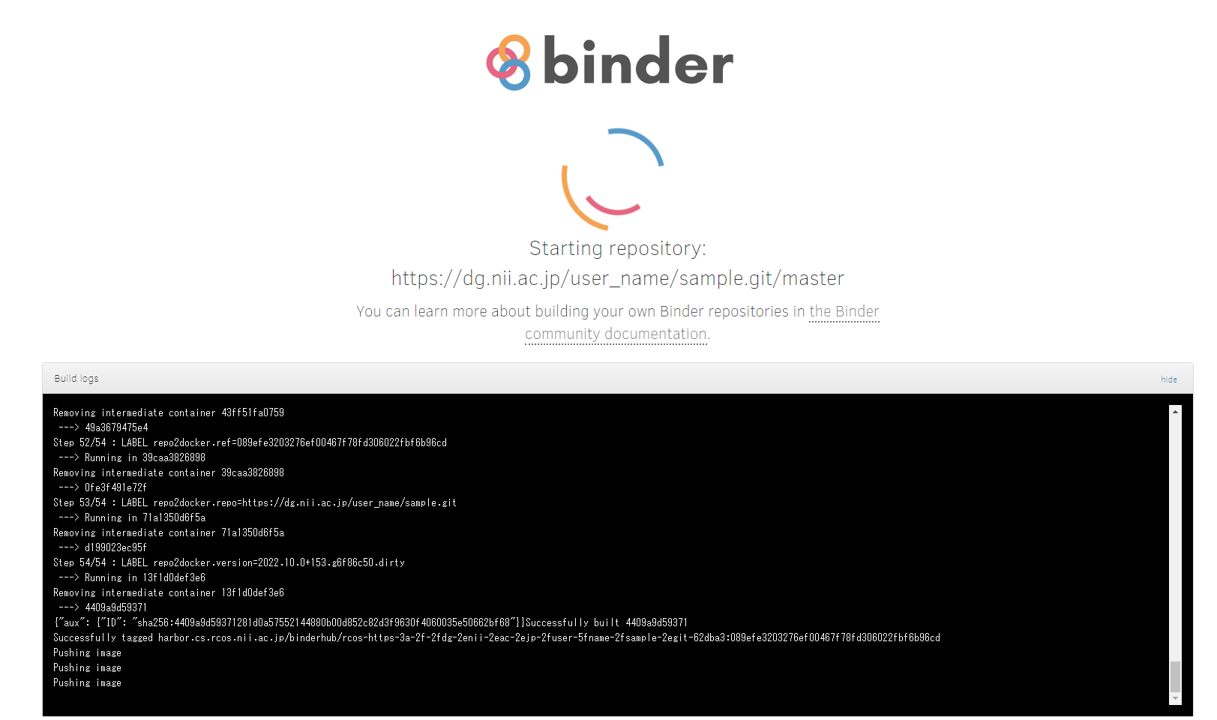 binder
Starting repository:
https://dg.nii.ac.jp/user_name/sample.git/master
You can learn more about building your own Binder repositories in the Binder
community documentation.
Build logs
hide
Removing intermediate container 43ff51fa0759
---> 49a3679475e4
Step 52/54 : LABEL repo2docker.ref=089efe3203276ef00467f78fd306022fbf6b96cd
---> Running in 39caa3826898
Removing intermediate container 39caa3826898
---> 0fe3f491e72f
Step 53/54 : LABEL repo2docker.repo=https://dg.nii.ac.jp/user_name/sample.git
---> Running in 71a1350d6f5a
Removing intermediate container 71a1350d6f5a
---> d199023ec95f
Step 54/54 : LABEL repo2docker.version=2022.10.0+153.g6f86c50.dirty
---> Running in 13f1d0def3e6
Removing intermediate container 13f1d0def3e6
---> 4409a9d59371
{"aux": {"ID": "sha256:4409a9d59371281d0a57552144880b00d852c82d3f9630f4060035e50662bf68"}}Successfully built 4409a9d59371
Successfully tagged harbor.cs.rcos.nii.ac.jp/binderhub/rcos-https-3a-2f-2fdg-2enii-2eac-2ejp-2fuser-5fname-2fsample-2egit-62dba3:089efe3203276ef00467f78fd306022fbf6b96cd
Pushing image
Pushing image
Pushing image